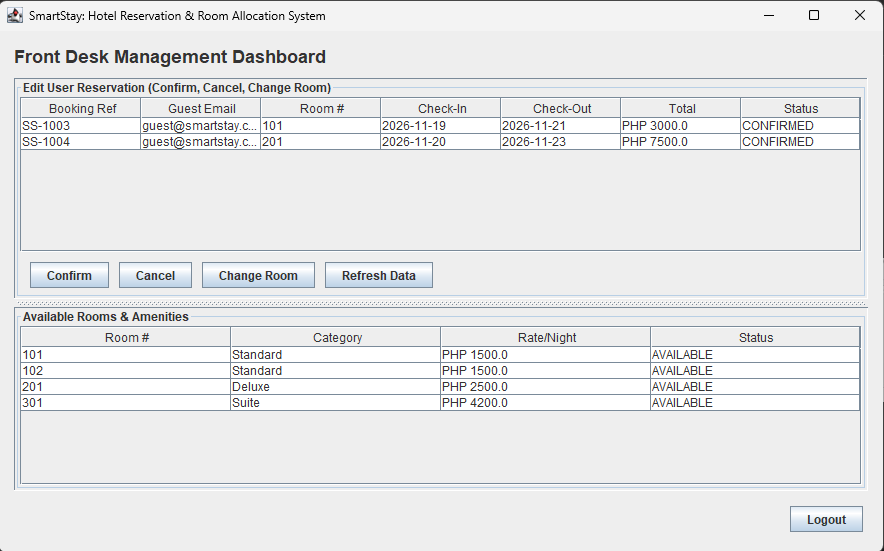 SmartStay: Hotel Reservation & Room Allocation System
Front Desk Management Dashboard
Edit User Reservation (Confirm, Cancel, Change Room)
Booking Ref Guest Email Room # Check-In Check-Out Total Status
SS-1003 guest@smartstay.c... 101 2026-11-19 2026-11-21 PHP 3000.0 CONFIRMED
SS-1004 guest@smartstay.c... 201 2026-11-20 2026-11-23 PHP 7500.0 CONFIRMED
Confirm Cancel Change Room Refresh Data
Available Rooms & Amenities
Room # Category Rate/Night Status
101 Standard PHP 1500.0 AVAILABLE
102 Standard PHP 1500.0 AVAILABLE
201 Deluxe PHP 2500.0 AVAILABLE
301 Suite PHP 4200.0 AVAILABLE
Logout